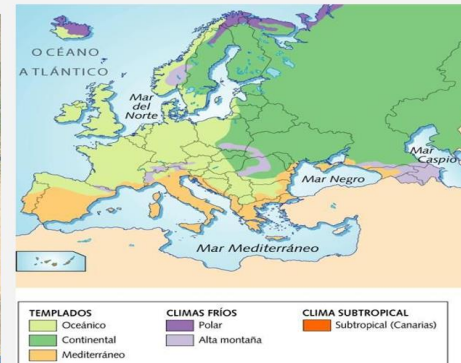 OCÉANO
ATLÁNTICO
Mar
del
Norte
Mar
Caspio
Mar Negro
Mar Mediterráneo
TEMPLADOS
Oceánico
Continental
Mediterráneo
CLIMAS FRÍOS
Polar
Alta montaña
CLIMA SUBTROPICAL
Subtropical (Canarias)